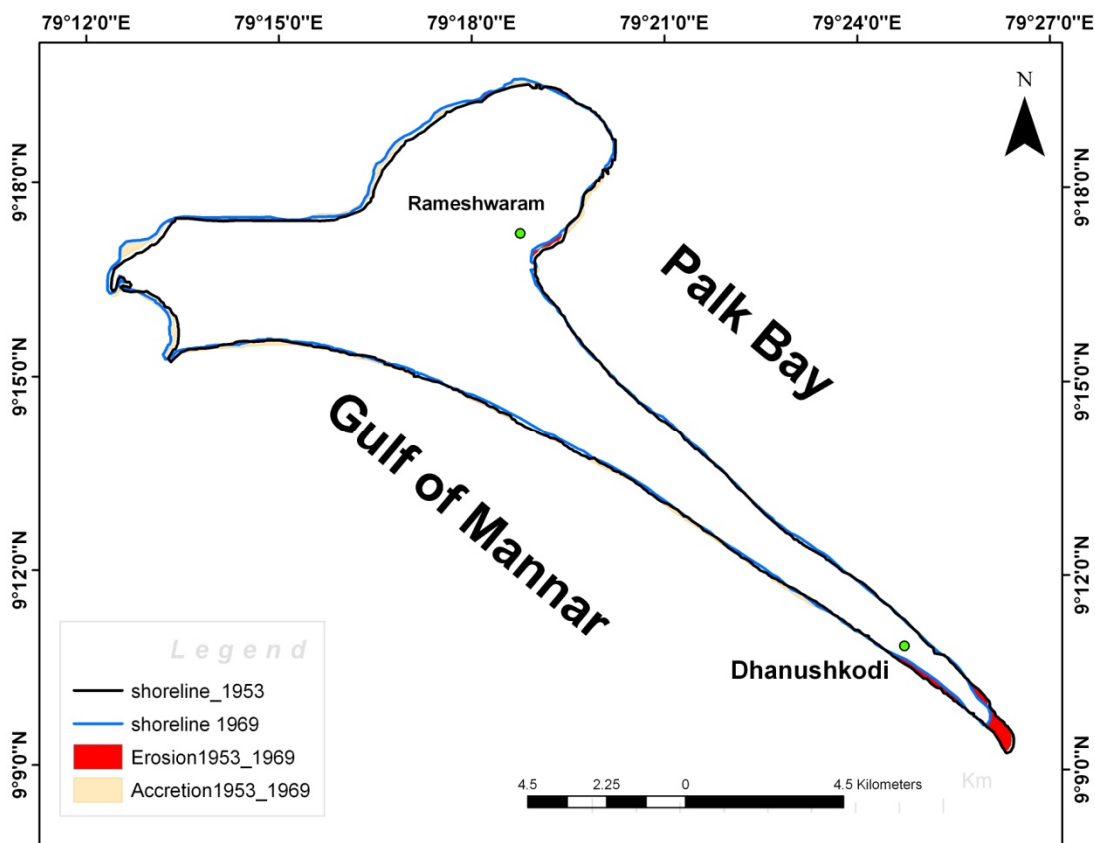 79°12'0"E 79°15'0"E 79°18'0"E 79°21'0"E 79°24'0"E 79°27'0"E
N
9°18'0"N
9°18'0"N
Rameshwaram
Palk Bay
9°15'0"N
9°15'0"N
Gulf of Mannar
9°12'0"N
9°12'0"N
Dhanushkodi
9°9'0"N
9°9'0"N
Legend
shoreline_1953
shoreline 1969
Erosion1953_1969
Accretion1953_1969
4.5 2.25 0 4.5 Kilometers
Km